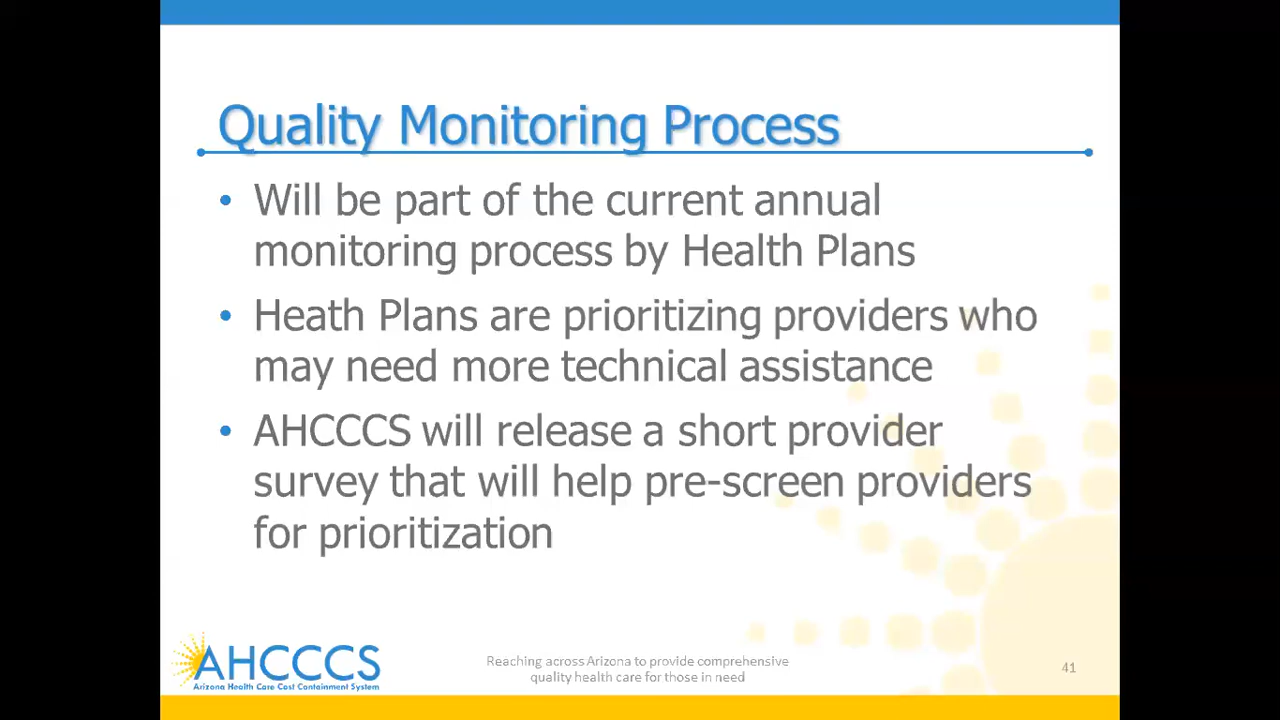 Quality Monitoring Process
• Will be part of the current annual
monitoring process by Health Plans
• Heath Plans are prioritizing providers who
may need more technical assistance
• AHCCCS will release a short provider
survey that will help pre-screen providers
for prioritization
AHCCCS
Arizona Health Care Cost Containment System
Reaching across Arizona to provide comprehensive
quality health care for those in need
41